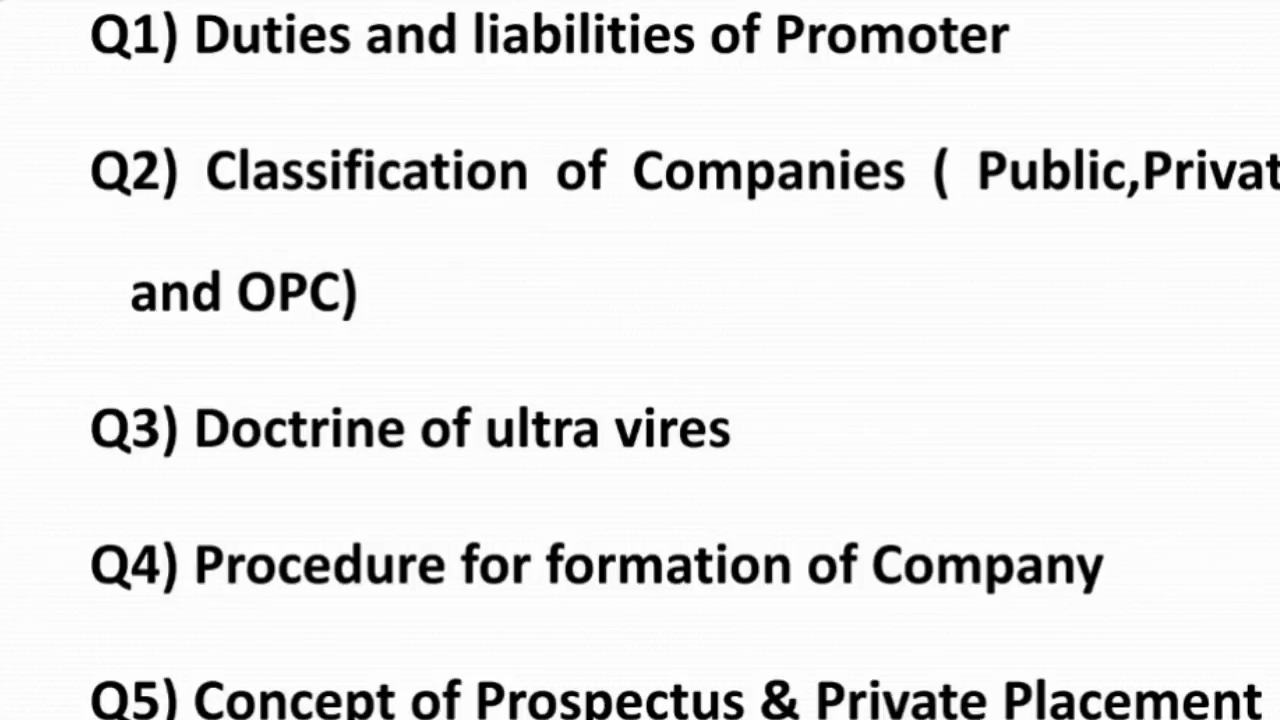 Q1) Duties and liabilities of Promoter
Q2) Classification of Companies ( Public,Privat
and OPC)
Q3) Doctrine of ultra vires
Q4) Procedure for formation of Company
Q5) Concept of Prospectus & Private Placement